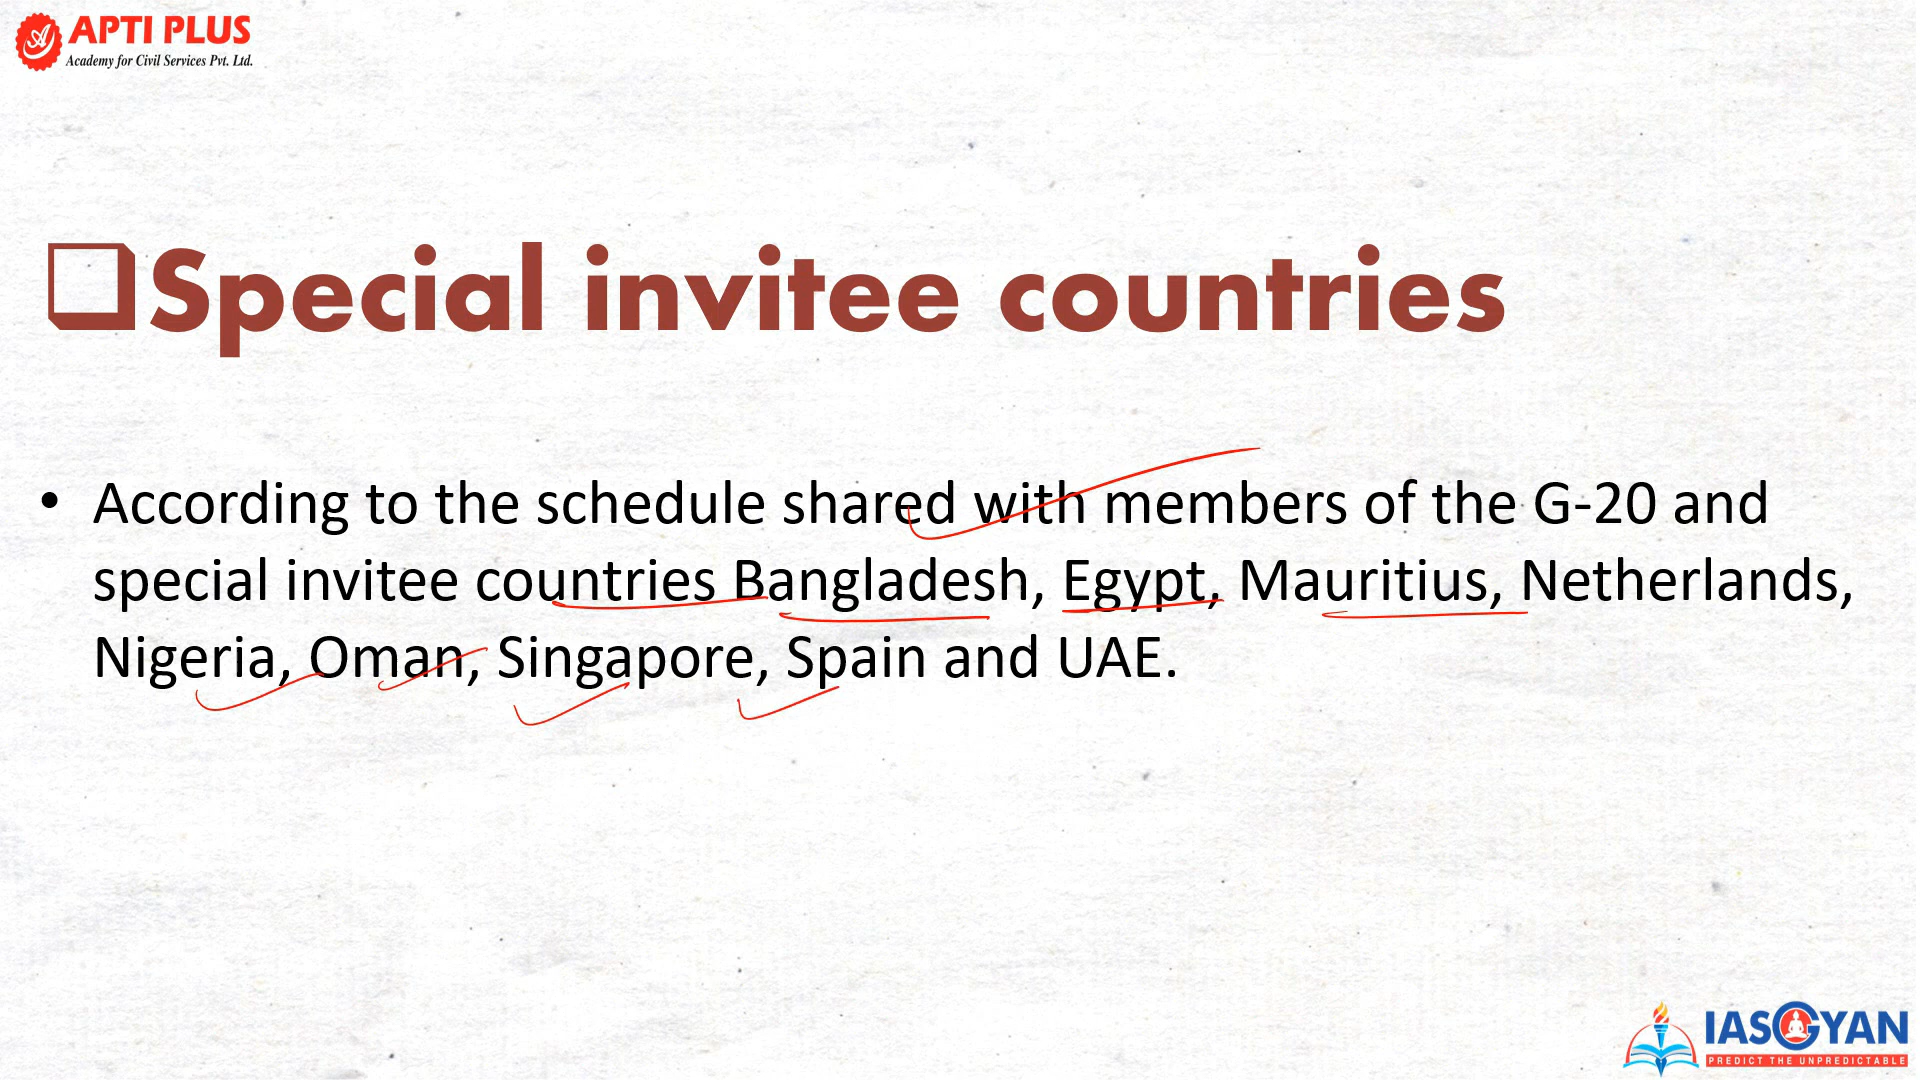 APTI PLUS
Academy for Civil Services Pvt. Ltd.
❑Special invitee countries
• According to the schedule shared with members of the G-20 and
special invitee countries Bangladesh, Egypt, Mauritius, Netherlands,
Nigeria, Oman, Singapore, Spain and UAE.
IASGYAN
PREDICT THE UNPREDICTABLE